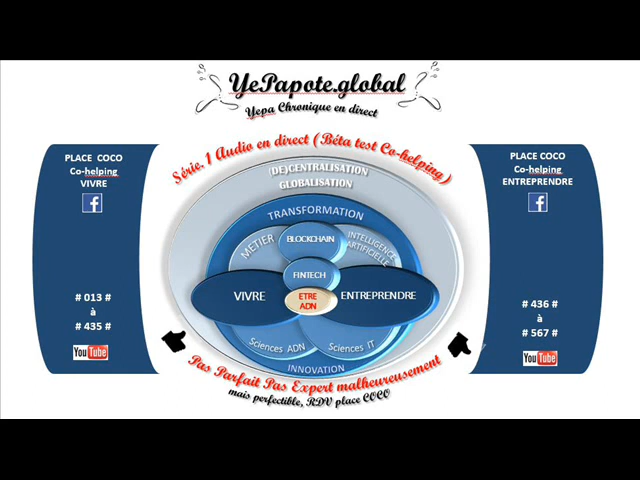 YePapote.global
Yepa Chronique en direct
Série, 1 Audio en direct (Béta test Co-helping)
PLACE COCO
Co-helping
VIVRE
# 013 #
à
# 435 #
YouTube
(DE)CENTRALISATION
GLOBALISATION
TRANSFORMATION
METIER
BLOCKCHAIN
INTELLIGENCE
ARTIFICIELLE
FINTECH
VIVRE
ETRE
ADN
ENTREPRENDRE
Sciences ADN
Sciences IT
INNOVATION
PLACE COCO
Co-helping
ENTREPRENDRE
# 436 #
à
# 567 #
YouTube
Pas Parfait Pas Expert malheureusement
mais perfectible, RDV place COCO